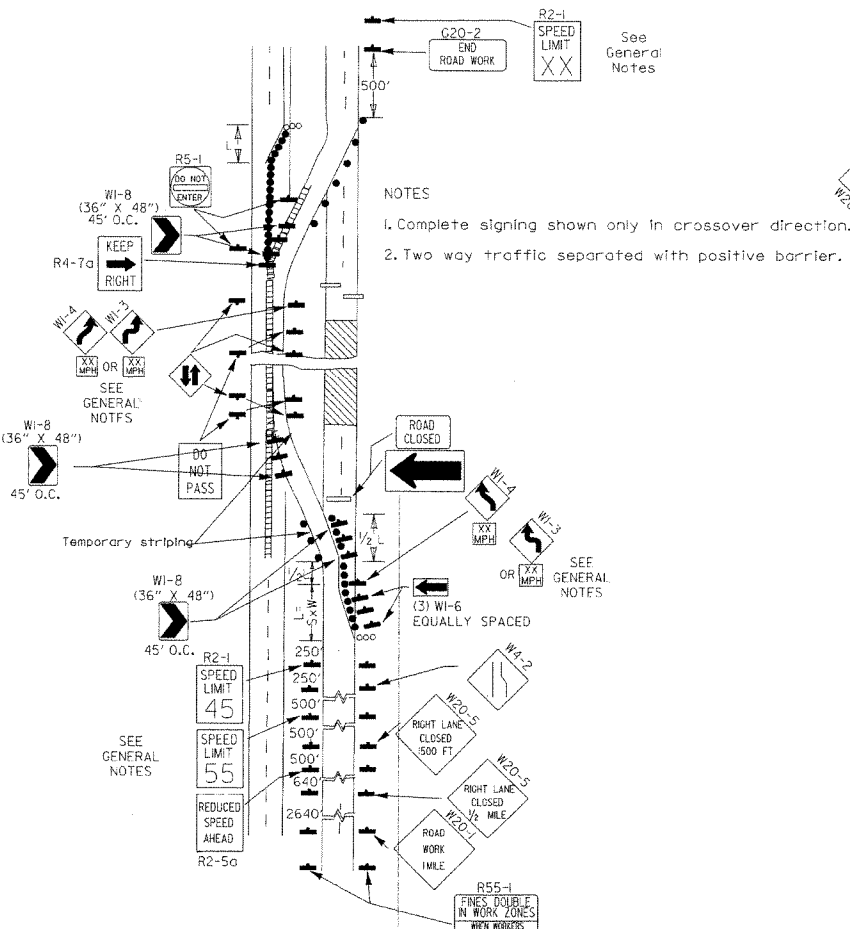 R2-1
SPEED
LIMIT
XX
See
General
Notes
G20-2
END
ROAD WORK
500'
L
R5-1
DO NOT
ENTER
W1-8
(36" X 48")
45' O.C.
R4-7a
KEEP
RIGHT
NOTES
1. Complete signing shown only in crossover direction.
2. Two way traffic separated with positive barrier.
W20-
W1-4
W1-3
XX
MPH
OR
XX
MPH
SEE
GENERAL
NOTES
W1-8
(36" X 48")
45' O.C.
DO
NOT
PASS
ROAD
CLOSED
W1-4
XX
MPH
W1-3
OR
XX
MPH
SEE
GENERAL
NOTES
Temporary striping
1/2 L
1/2 L
L=
SxW
W1-8
(36" X 48")
45' O.C.
(3) W1-6
EQUALLY SPACED
250'
R2-1
SPEED
LIMIT
45
250'
W4-2
500'
SPEED
LIMIT
55
500'
W20-5
RIGHT LANE
CLOSED
1500 FT
SEE
GENERAL
NOTES
500'
640'
W20-5
RIGHT LANE
CLOSED
1/2 MILE
REDUCED
SPEED
AHEAD
R2-5a
2640'
W20-1
ROAD
WORK
1 MILE
R55-1
FINES DOUBLE
IN WORK ZONES
WHEN WORKERS